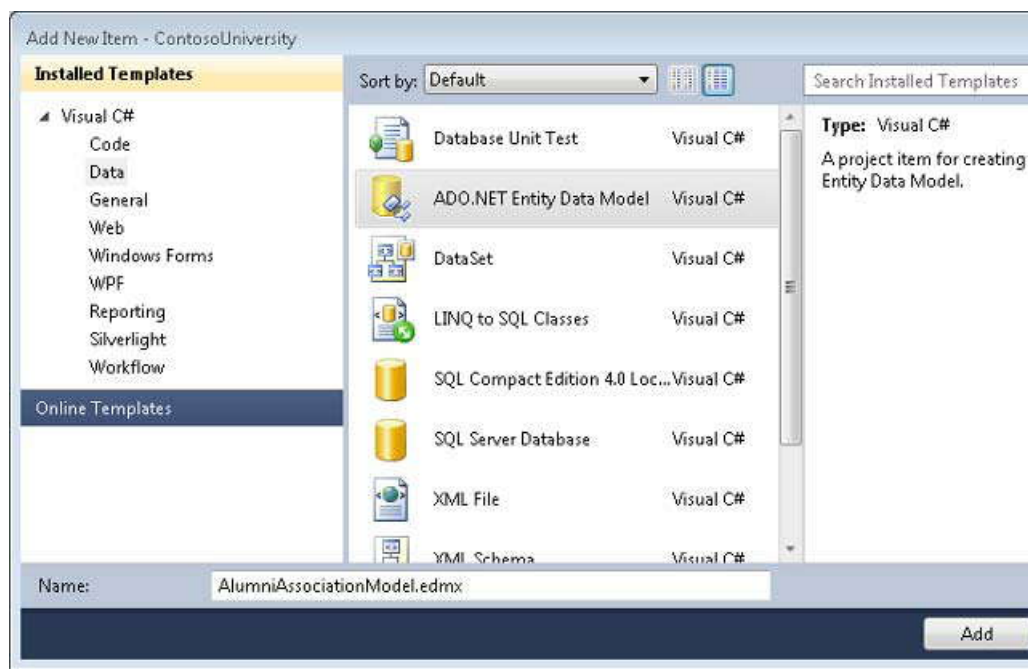 Add New Item - ContosoUniversity
Installed Templates
Visual C#
Code
Data
General
Web
Windows Forms
WPF
Reporting
Silverlight
Workflow
Online Templates
Sort by: Default
Database Unit Test Visual C#
ADO.NET Entity Data Model Visual C#
DataSet Visual C#
LINQ to SQL Classes Visual C#
SQL Compact Edition 4.0 Loc... Visual C#
SQL Server Database Visual C#
XML File Visual C#
XML Schema Visual C#
Search Installed Templates
Type: Visual C#
A project item for creating
Entity Data Model.
Name: AlumniAssociationModel.edmx
Add